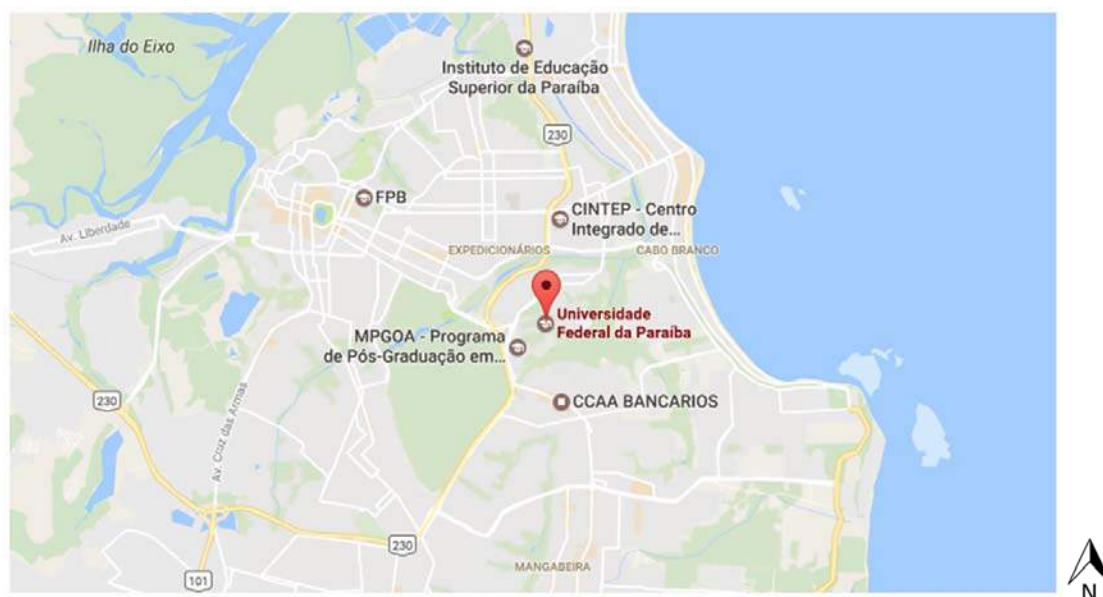 Ilha do Eixo
Instituto de Educação
Superior da Paraíba
230
FPB
CINTEP - Centro
Integrado de...
Av. Liberdade
EXPEDICIONÁRIOS
CABO BRANCO
Universidade
Federal da Paraíba
MPGOA - Programa
de Pós-Graduação em...
230
Av. Cruz das Armas
CCAA BANCARIOS
230
101
MANGABEIRA
N